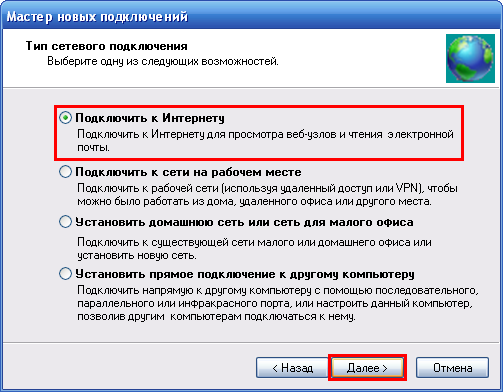 Мастер новых подключений
Тип сетевого подключения
Выберите одну из следующих возможностей.
Подключить к Интернету
Подключить к Интернету для просмотра веб-узлов и чтения электронной
почты.
Подключить к сети на рабочем месте
Подключить к рабочей сети (используя удаленный доступ или VPN), чтобы
можно было работать из дома, удаленного офиса или другого места.
Установить домашнюю сеть или сеть для малого офиса
Подключить к существующей сети малого или домашнего офиса или
установить новую сеть.
Установить прямое подключение к другому компьютеру
Подключить напрямую к другому компьютеру с помощью последовательного,
параллельного или инфракрасного порта, или настроить данный компьютер,
позволив другим компьютерам подключаться к нему.
< Назад
Далее >
Отмена